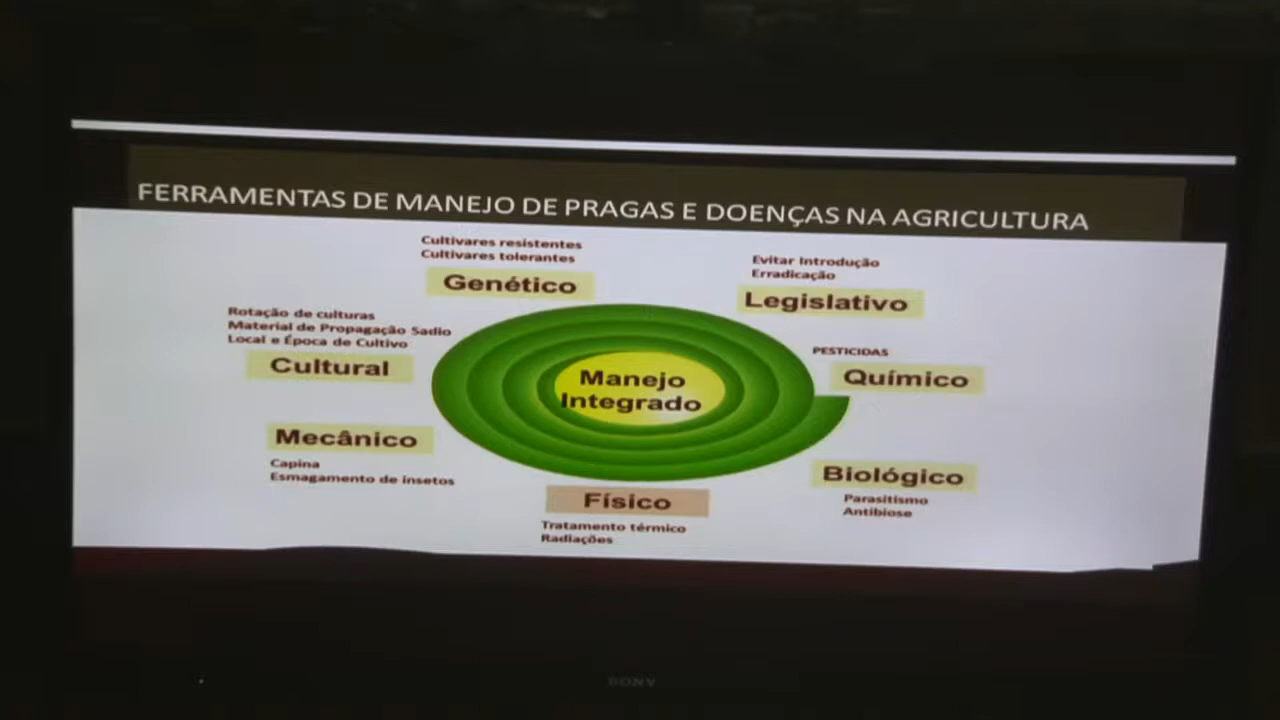 FERRAMENTAS DE MANEJO DE PRAGAS E DOENÇAS NA AGRICULTURA
Cultivares resistentes
Cultivares tolerantes
Genético
Evitar Introdução
Erradicação
Legislativo
Rotação de culturas
Material de Propagação Sadio
Local e Época de Cultivo
Cultural
PESTICIDAS
Químico
Manejo
Integrado
Mecânico
Capina
Esmagamento de insetos
Biológico
Parasitismo
Antibiose
Físico
Tratamento térmico
Radiações
SONY